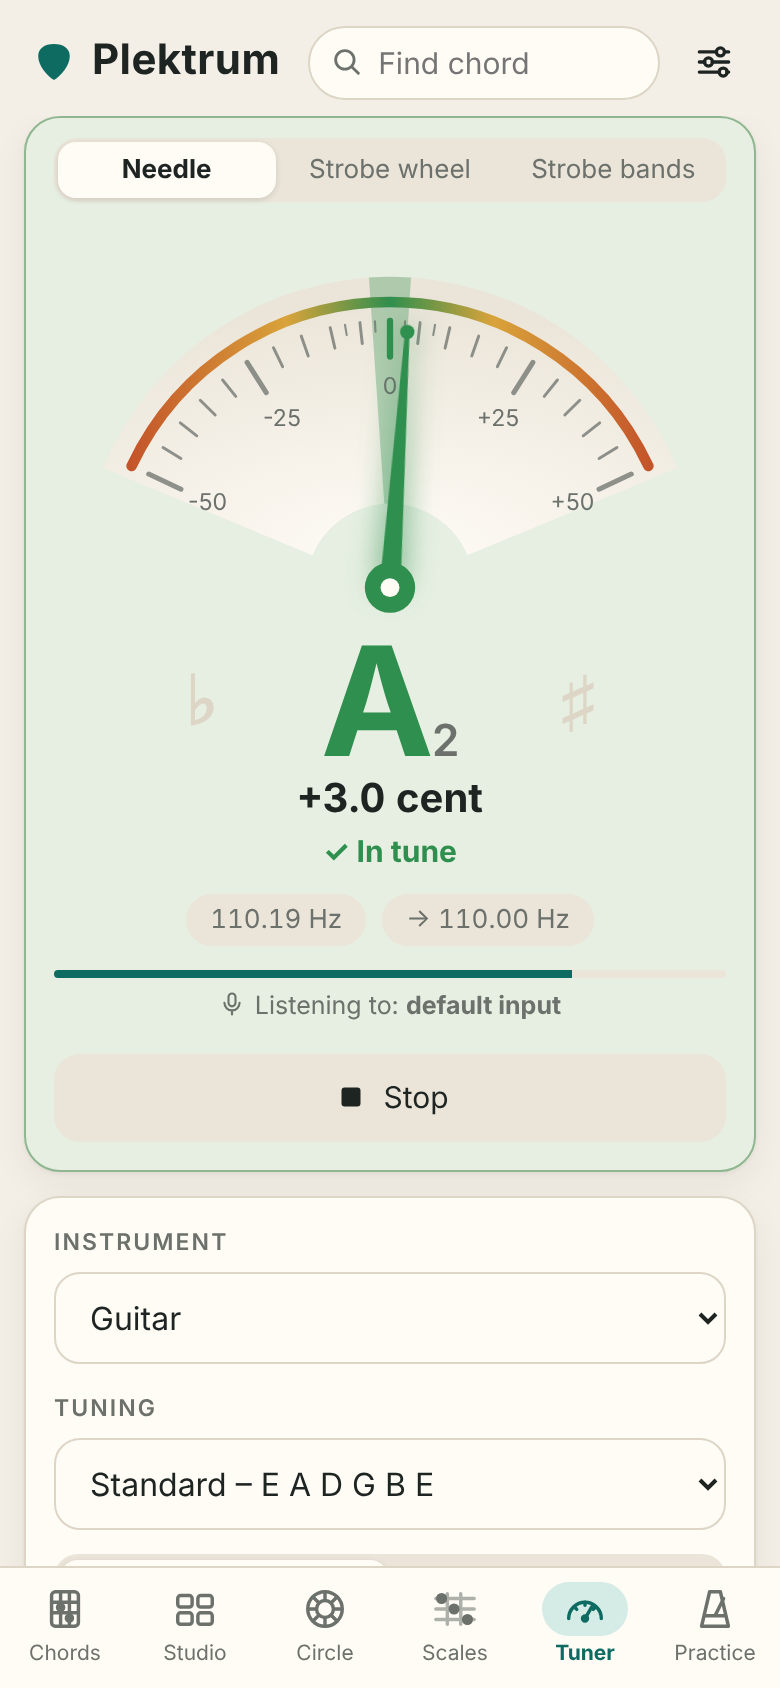 Plektrum
Find chord
Needle
Strobe wheel
Strobe bands
0
-25
+25
-50
+50
♭
A2
♯
+3.0 cent
✓ In tune
110.19 Hz
→ 110.00 Hz
Listening to: default input
Stop
INSTRUMENT
Guitar
TUNING
Standard – E A D G B E
Chords
Studio
Circle
Scales
Tuner
Practice